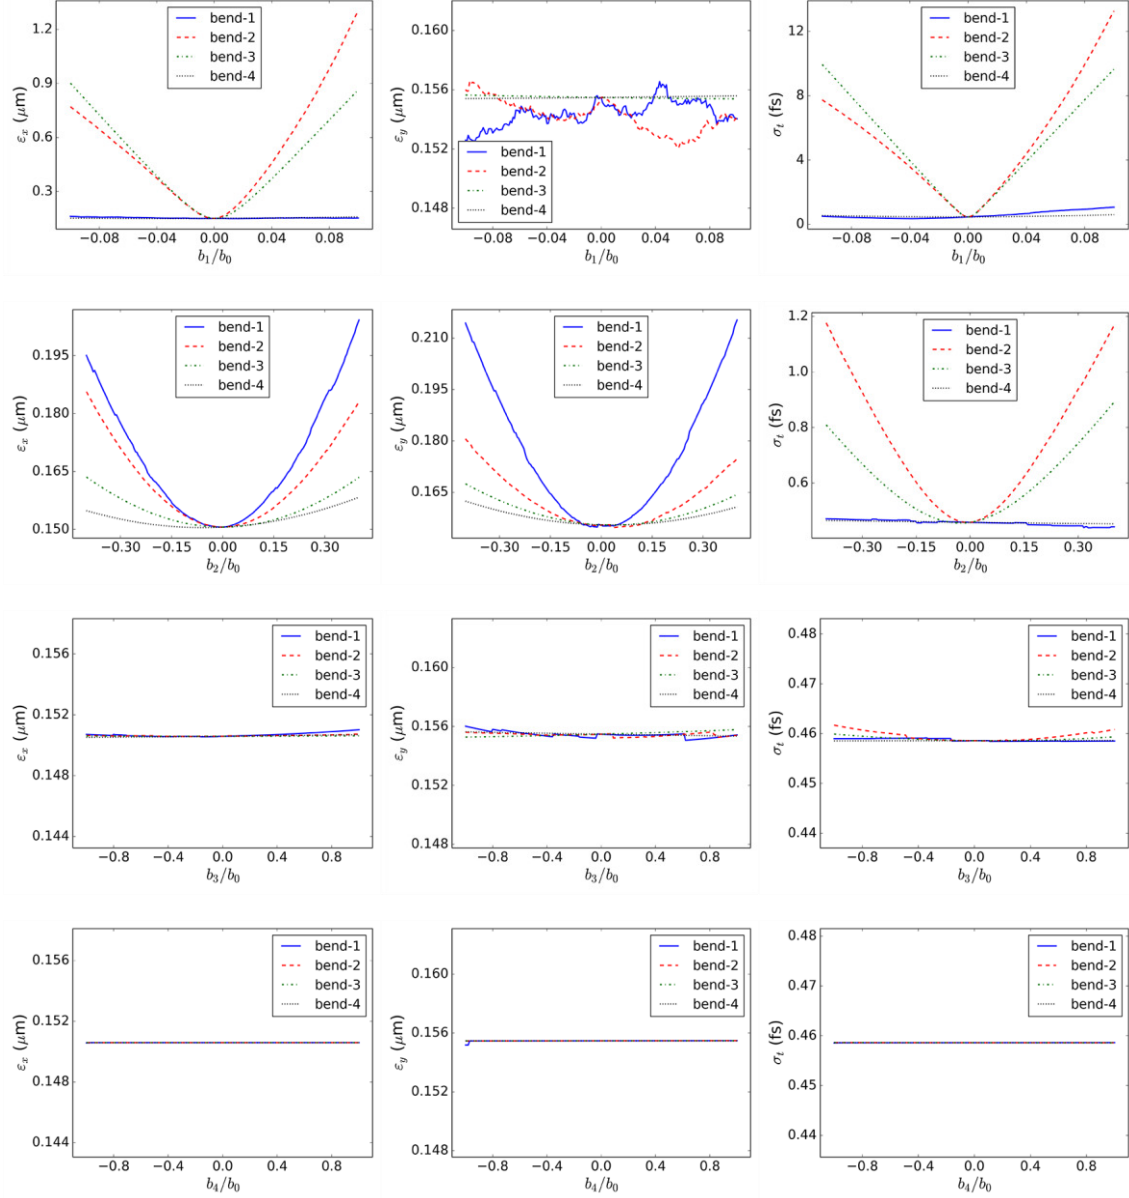 1.2
0.9
0.6
0.3
εx (μm)
bend-1
bend-2
bend-3
bend-4
−0.08 −0.04 0.00 0.04 0.08
b1/b0
0.160
0.156
0.152
0.148
εy (μm)
bend-1
bend-2
bend-3
bend-4
−0.08 −0.04 0.00 0.04 0.08
b1/b0
12
8
4
0
σt (fs)
bend-1
bend-2
bend-3
bend-4
−0.08 −0.04 0.00 0.04 0.08
b1/b0
0.195
0.180
0.165
0.150
εx (μm)
bend-1
bend-2
bend-3
bend-4
−0.30 −0.15 0.00 0.15 0.30
b2/b0
0.210
0.195
0.180
0.165
εy (μm)
bend-1
bend-2
bend-3
bend-4
−0.30 −0.15 0.00 0.15 0.30
b2/b0
1.2
1.0
0.8
0.6
σt (fs)
bend-1
bend-2
bend-3
bend-4
−0.30 −0.15 0.00 0.15 0.30
b2/b0
0.156
0.152
0.148
0.144
εx (μm)
bend-1
bend-2
bend-3
bend-4
−0.8 −0.4 0.0 0.4 0.8
b3/b0
0.160
0.156
0.152
0.148
εy (μm)
bend-1
bend-2
bend-3
bend-4
−0.8 −0.4 0.0 0.4 0.8
b3/b0
0.48
0.47
0.46
0.45
0.44
σt (fs)
bend-1
bend-2
bend-3
bend-4
−0.8 −0.4 0.0 0.4 0.8
b3/b0
0.156
0.152
0.148
0.144
εx (μm)
bend-1
bend-2
bend-3
bend-4
−0.8 −0.4 0.0 0.4 0.8
b4/b0
0.160
0.156
0.152
0.148
εy (μm)
bend-1
bend-2
bend-3
bend-4
−0.8 −0.4 0.0 0.4 0.8
b4/b0
0.48
0.47
0.46
0.45
0.44
σt (fs)
bend-1
bend-2
bend-3
bend-4
−0.8 −0.4 0.0 0.4 0.8
b4/b0